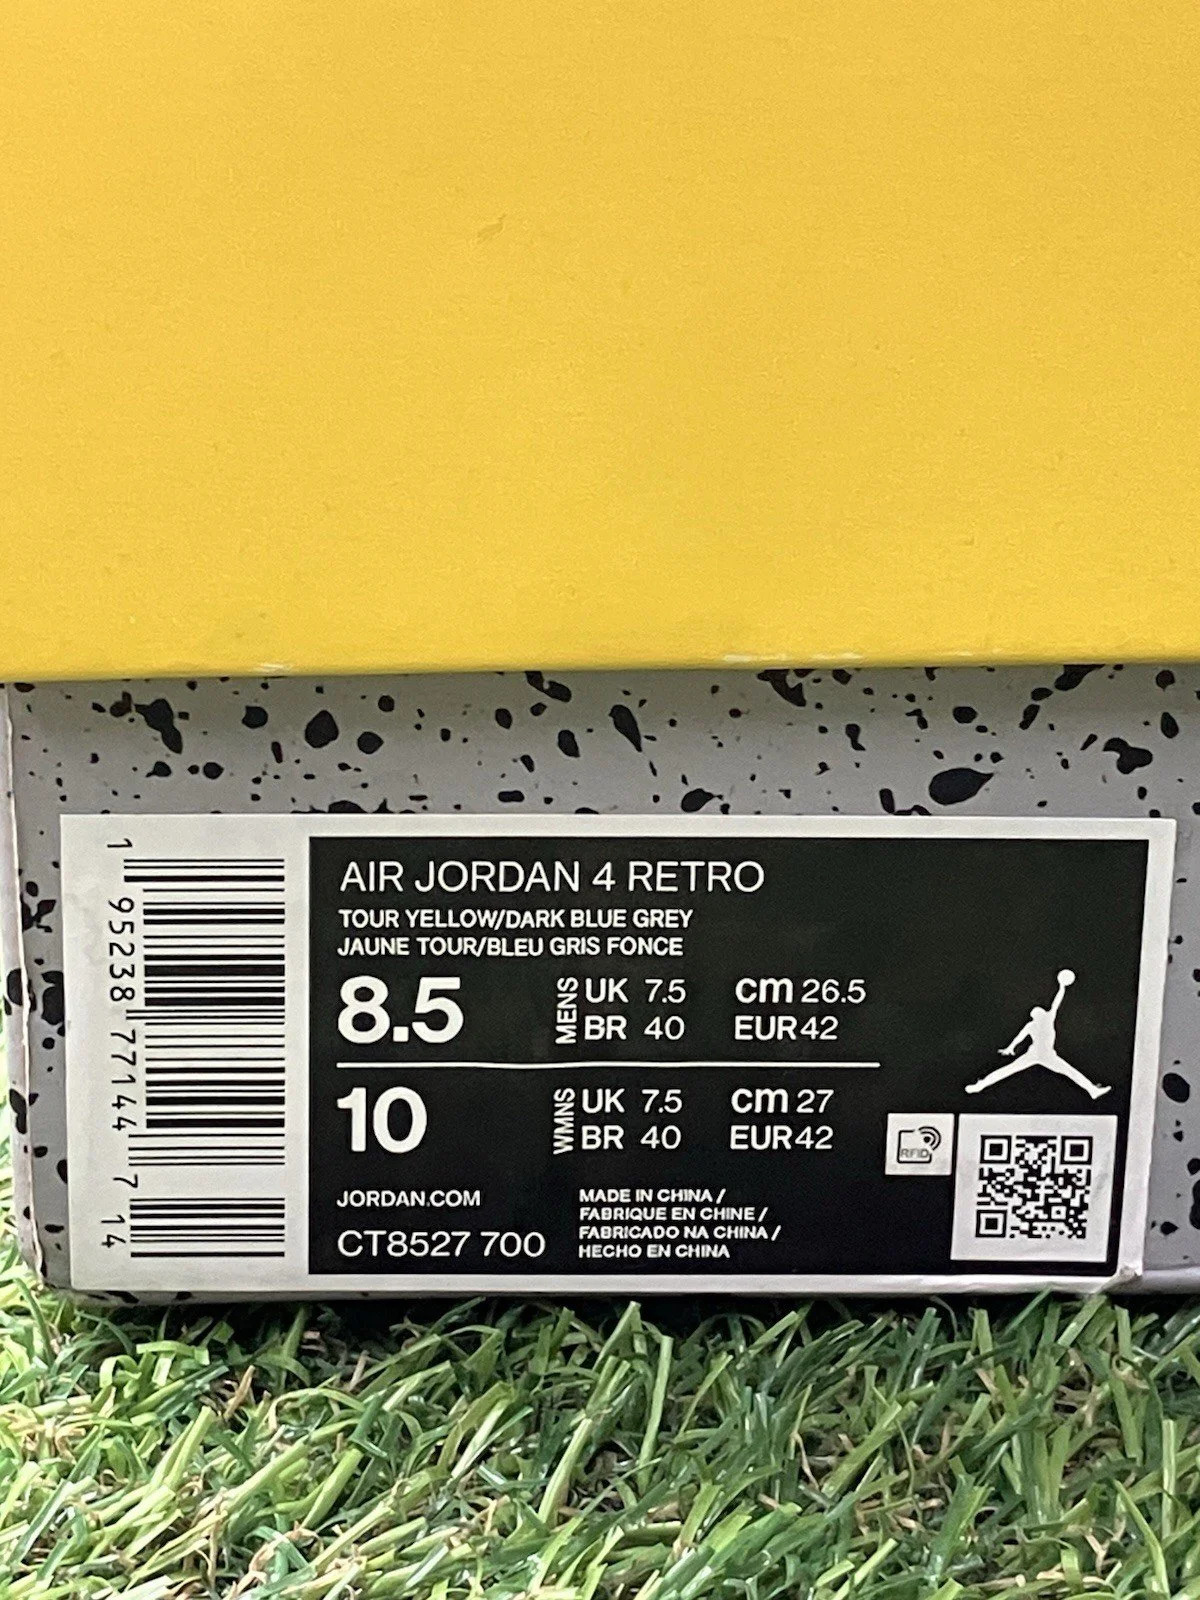 AIR JORDAN 4 RETRO
TOUR YELLOW/DARK BLUE GREY
JAUNE TOUR/BLEU GRIS FONCE
8.5 MENS UK 7.5 cm 26.5
BR 40 EUR 42
10 WMNS UK 7.5 cm 27
BR 40 EUR 42
JORDAN.COM
CT8527 700
MADE IN CHINA /
FABRIQUE EN CHINE /
FABRICADO NA CHINA /
HECHO EN CHINA
RFID
1 95238 77144 7 14